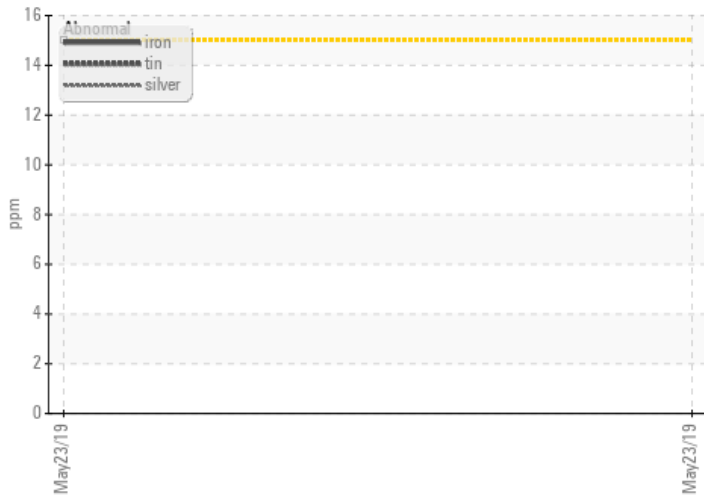 16
14
12
10
8
6
4
2
0
ppm
Abnormal
iron
tin
silver
May23/19
May23/19